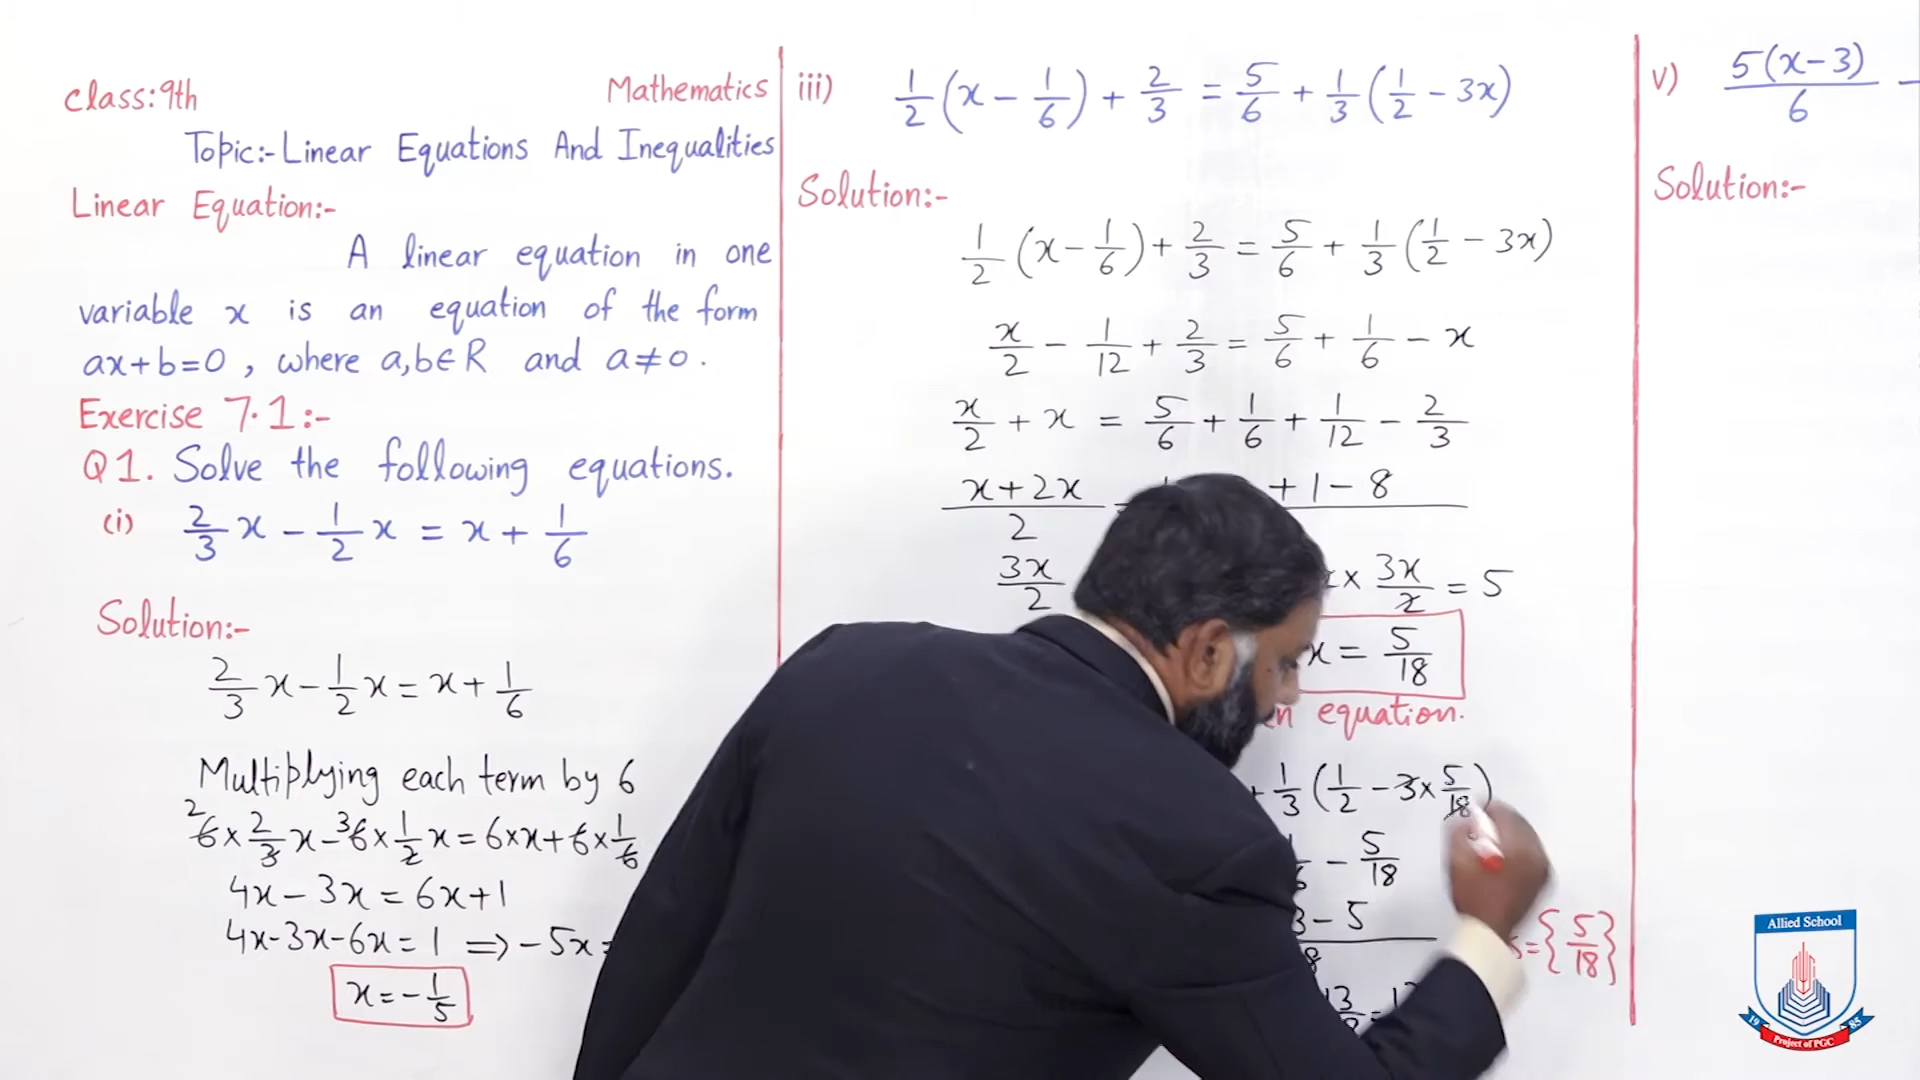 Class:9th Mathematics
Topic:- Linear Equations And Inequalities
Linear Equation:-
A linear equation in one
variable x is an equation of the form
ax+b=0 , where a,b∈R and a≠0.
Exercise 7.1:-
Q1. Solve the following equations.
(i) 2/3 x - 1/2 x = x + 1/6
Solution:-
2/3 x - 1/2 x = x + 1/6
Multiplying each term by 6
6 × 2/3 x - 6 × 1/2 x = 6×x + 6 × 1/6
4x - 3x = 6x+1
4x-3x-6x = 1 ⇒ -5x =
x = -1/5
iii) 1/2 (x - 1/6) + 2/3 = 5/6 + 1/3 (1/2 - 3x)
Solution:-
1/2 (x - 1/6) + 2/3 = 5/6 + 1/3 (1/2 - 3x)
x/2 - 1/12 + 2/3 = 5/6 + 1/6 - x
x/2 + x = 5/6 + 1/6 + 1/12 - 2/3
x+2x / 2 + 1 - 8
3x/2 × 3x/2 = 5
x = 5/18
equation.
1/3 (1/2 - 3 × 5/18)
- 5/18
3 - 5
= {5/18}
v) 5(x-3)/6 -
Solution:-
Allied School
19 85
Project of PGC